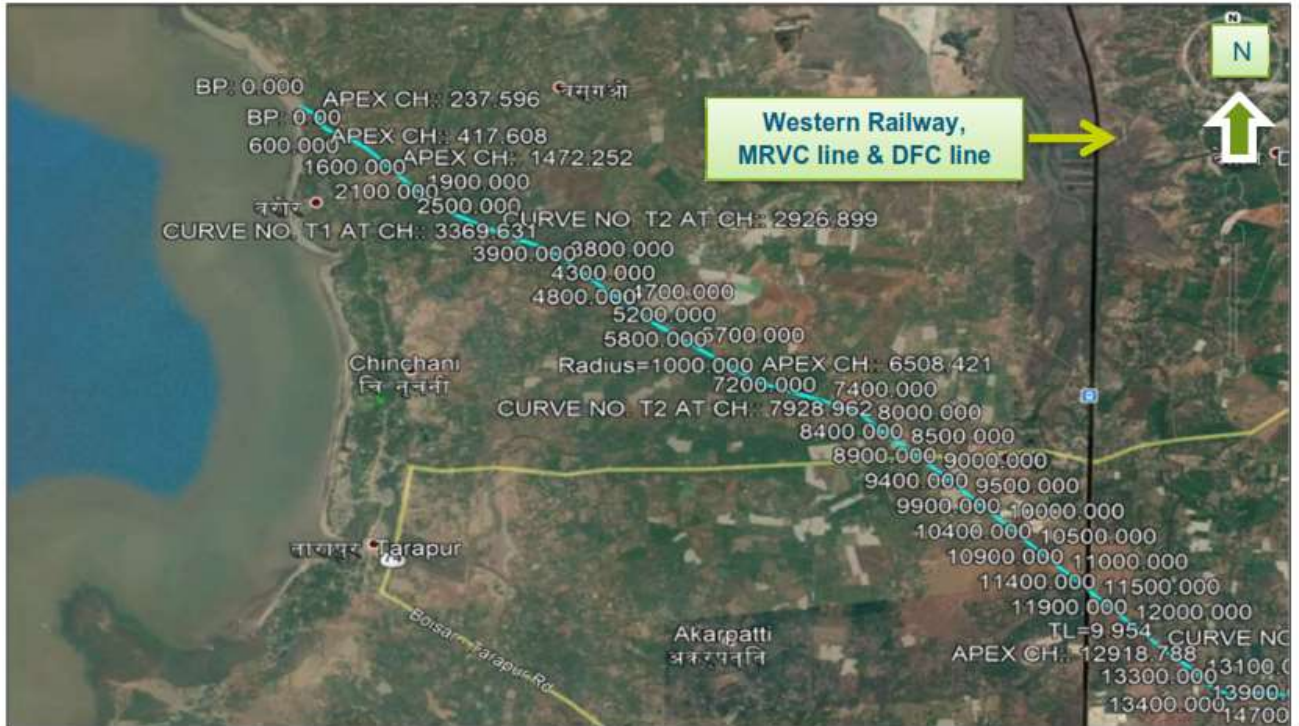 N
BP: 0.000
APEX CH:: 237.596
BP: 0.00
APEX CH:: 417.608
600.000
APEX CH:: 1472.252
1600.000
1900.000
2100.000
2500.000
CURVE NO. T2 AT CH:: 2926.899
CURVE NO. T1 AT CH:: 3369.631
3800.000
3900.000
4300.000
4700.000
4800.000
5200.000
5700.000
5800.000
Radius=1000.000
APEX CH:: 6508.421
7200.000
7400.000
CURVE NO. T2 AT CH:: 7928.962
8000.000
8400.000
8500.000
8900.000
9000.000
9400.000
9500.000
9900.000
10000.000
10400.000
10500.000
10900.000
11000.000
11400.000
11500.000
11900.000
12000.000
TL=9.954
CURVE NO
APEX CH:: 12918.788
13100.0
13300.000
13900.
13400.000
14700
Western Railway,
MRVC line & DFC line
N
Chinchani
Tarapur
Boisar - Tarapur Rd
Akarpatti